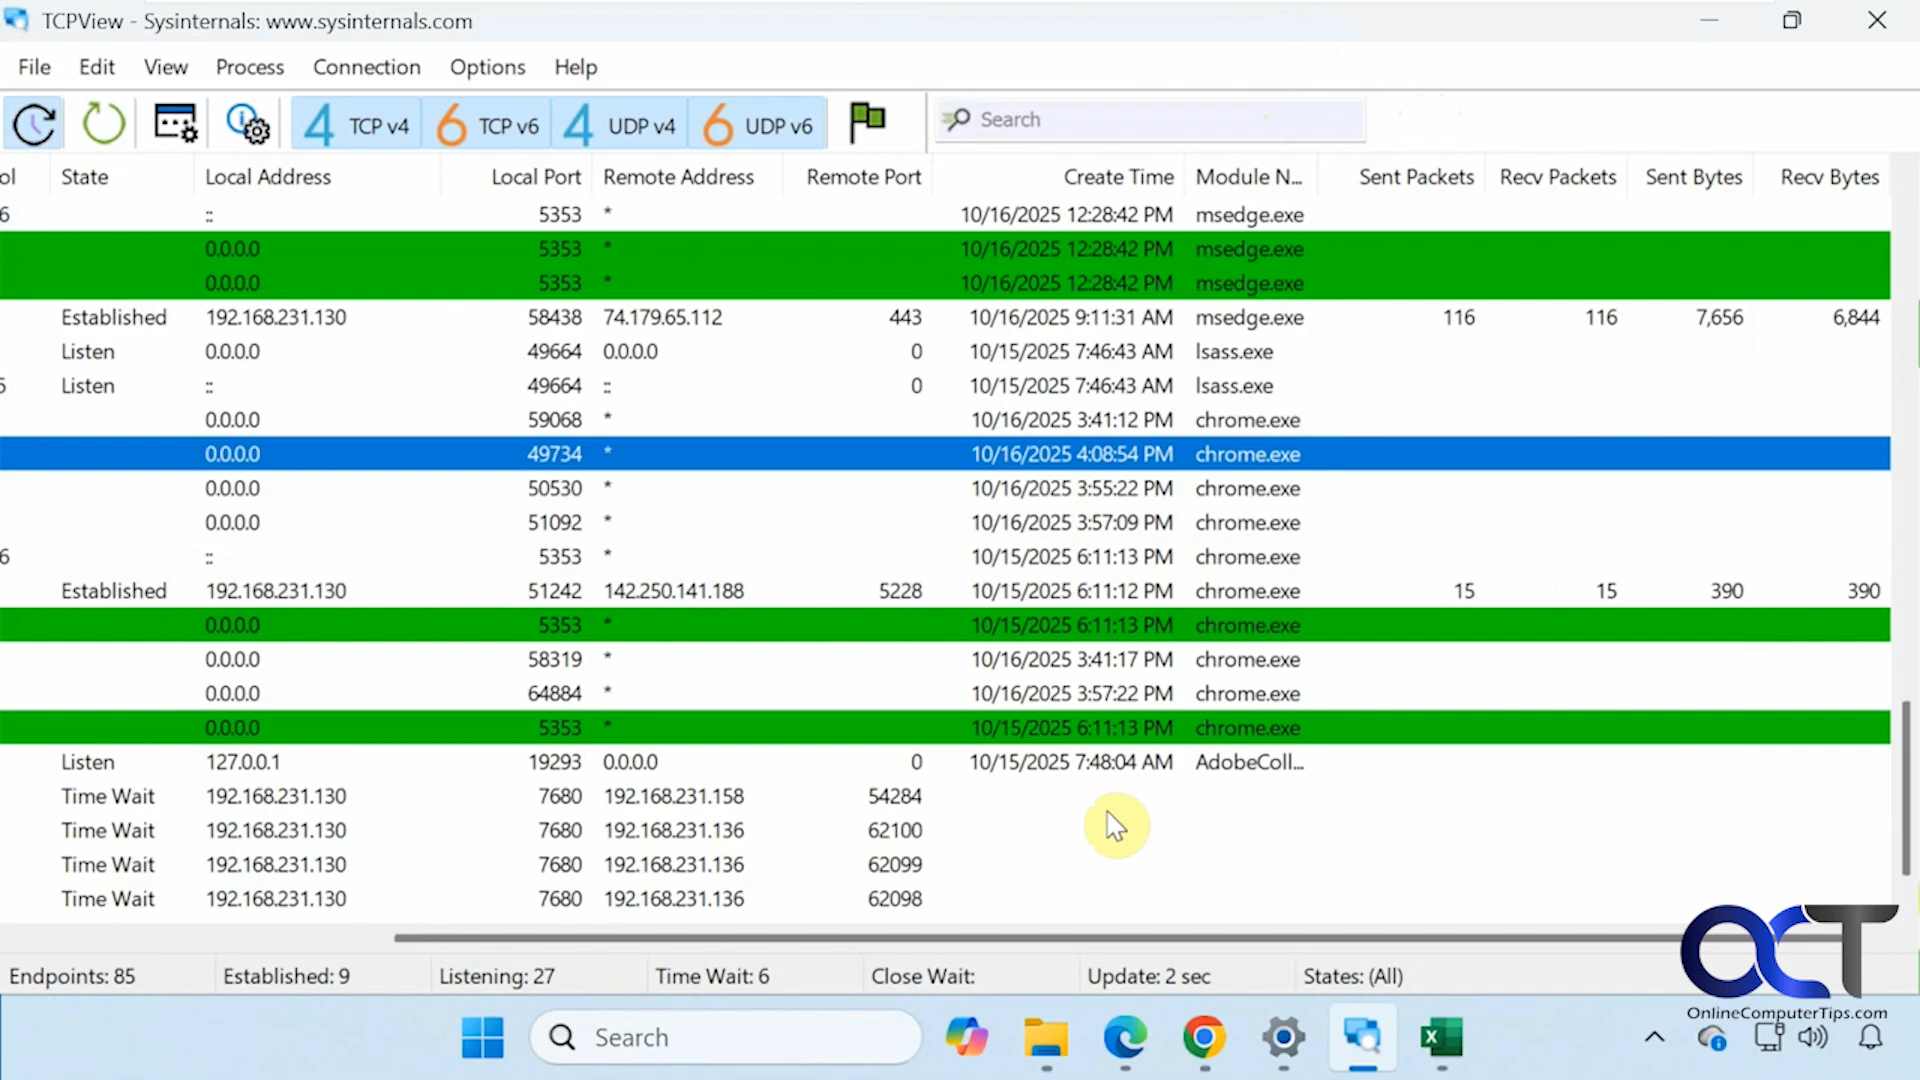 TCPView - Sysinternals: www.sysinternals.com
File Edit View Process Connection Options Help
4 TCP v4 6 TCP v6 4 UDP v4 6 UDP v6 Search
ol State Local Address Local Port Remote Address Remote Port Create Time Module N... Sent Packets Recv Packets Sent Bytes Recv Bytes
6 :: 5353 * 10/16/2025 12:28:42 PM msedge.exe
0.0.0.0 5353 * 10/16/2025 12:28:42 PM msedge.exe
0.0.0.0 5353 * 10/16/2025 12:28:42 PM msedge.exe
Established 192.168.231.130 58438 74.179.65.112 443 10/16/2025 9:11:31 AM msedge.exe 116 116 7,656 6,844
Listen 0.0.0.0 49664 0.0.0.0 0 10/15/2025 7:46:43 AM lsass.exe
6 Listen :: 49664 :: 0 10/15/2025 7:46:43 AM lsass.exe
0.0.0.0 59068 * 10/16/2025 3:41:12 PM chrome.exe
0.0.0.0 49734 * 10/16/2025 4:08:54 PM chrome.exe
0.0.0.0 50530 * 10/16/2025 3:55:22 PM chrome.exe
0.0.0.0 51092 * 10/16/2025 3:57:09 PM chrome.exe
6 :: 5353 * 10/15/2025 6:11:13 PM chrome.exe
Established 192.168.231.130 51242 142.250.141.188 5228 10/15/2025 6:11:12 PM chrome.exe 15 15 390 390
0.0.0.0 5353 * 10/15/2025 6:11:13 PM chrome.exe
0.0.0.0 58319 * 10/16/2025 3:41:17 PM chrome.exe
0.0.0.0 64884 * 10/16/2025 3:57:22 PM chrome.exe
0.0.0.0 5353 * 10/15/2025 6:11:13 PM chrome.exe
Listen 127.0.0.1 19293 0.0.0.0 0 10/15/2025 7:48:04 AM AdobeColl...
Time Wait 192.168.231.130 7680 192.168.231.158 54284
Time Wait 192.168.231.130 7680 192.168.231.136 62100
Time Wait 192.168.231.130 7680 192.168.231.136 62099
Time Wait 192.168.231.130 7680 192.168.231.136 62098
Endpoints: 85 Established: 9 Listening: 27 Time Wait: 6 Close Wait: Update: 2 sec States: (All)
OCT
OnlineComputerTips.com
Search